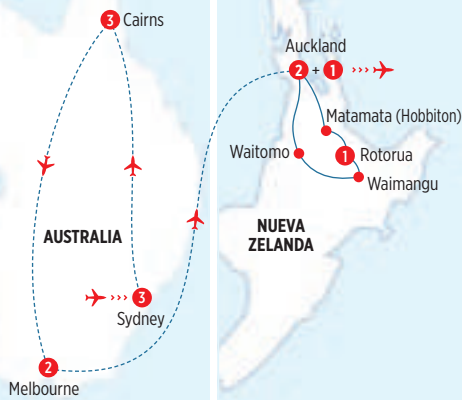 3 Cairns
Auckland
2 + 1
Matamata (Hobbiton)
Waitomo
1 Rotorua
Waimangu
AUSTRALIA
NUEVA
ZELANDA
3
Sydney
2
Melbourne